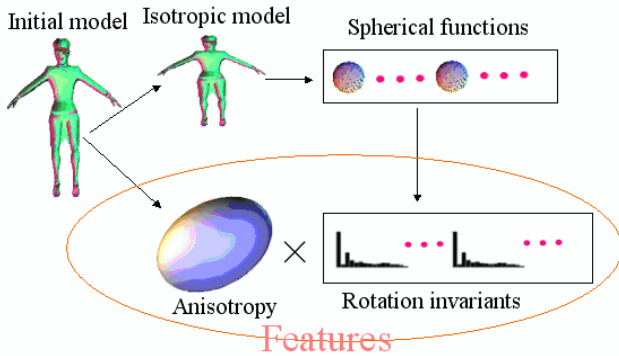 Initial model
Isotropic model
Spherical functions
Anisotropy
Rotation invariants
Features